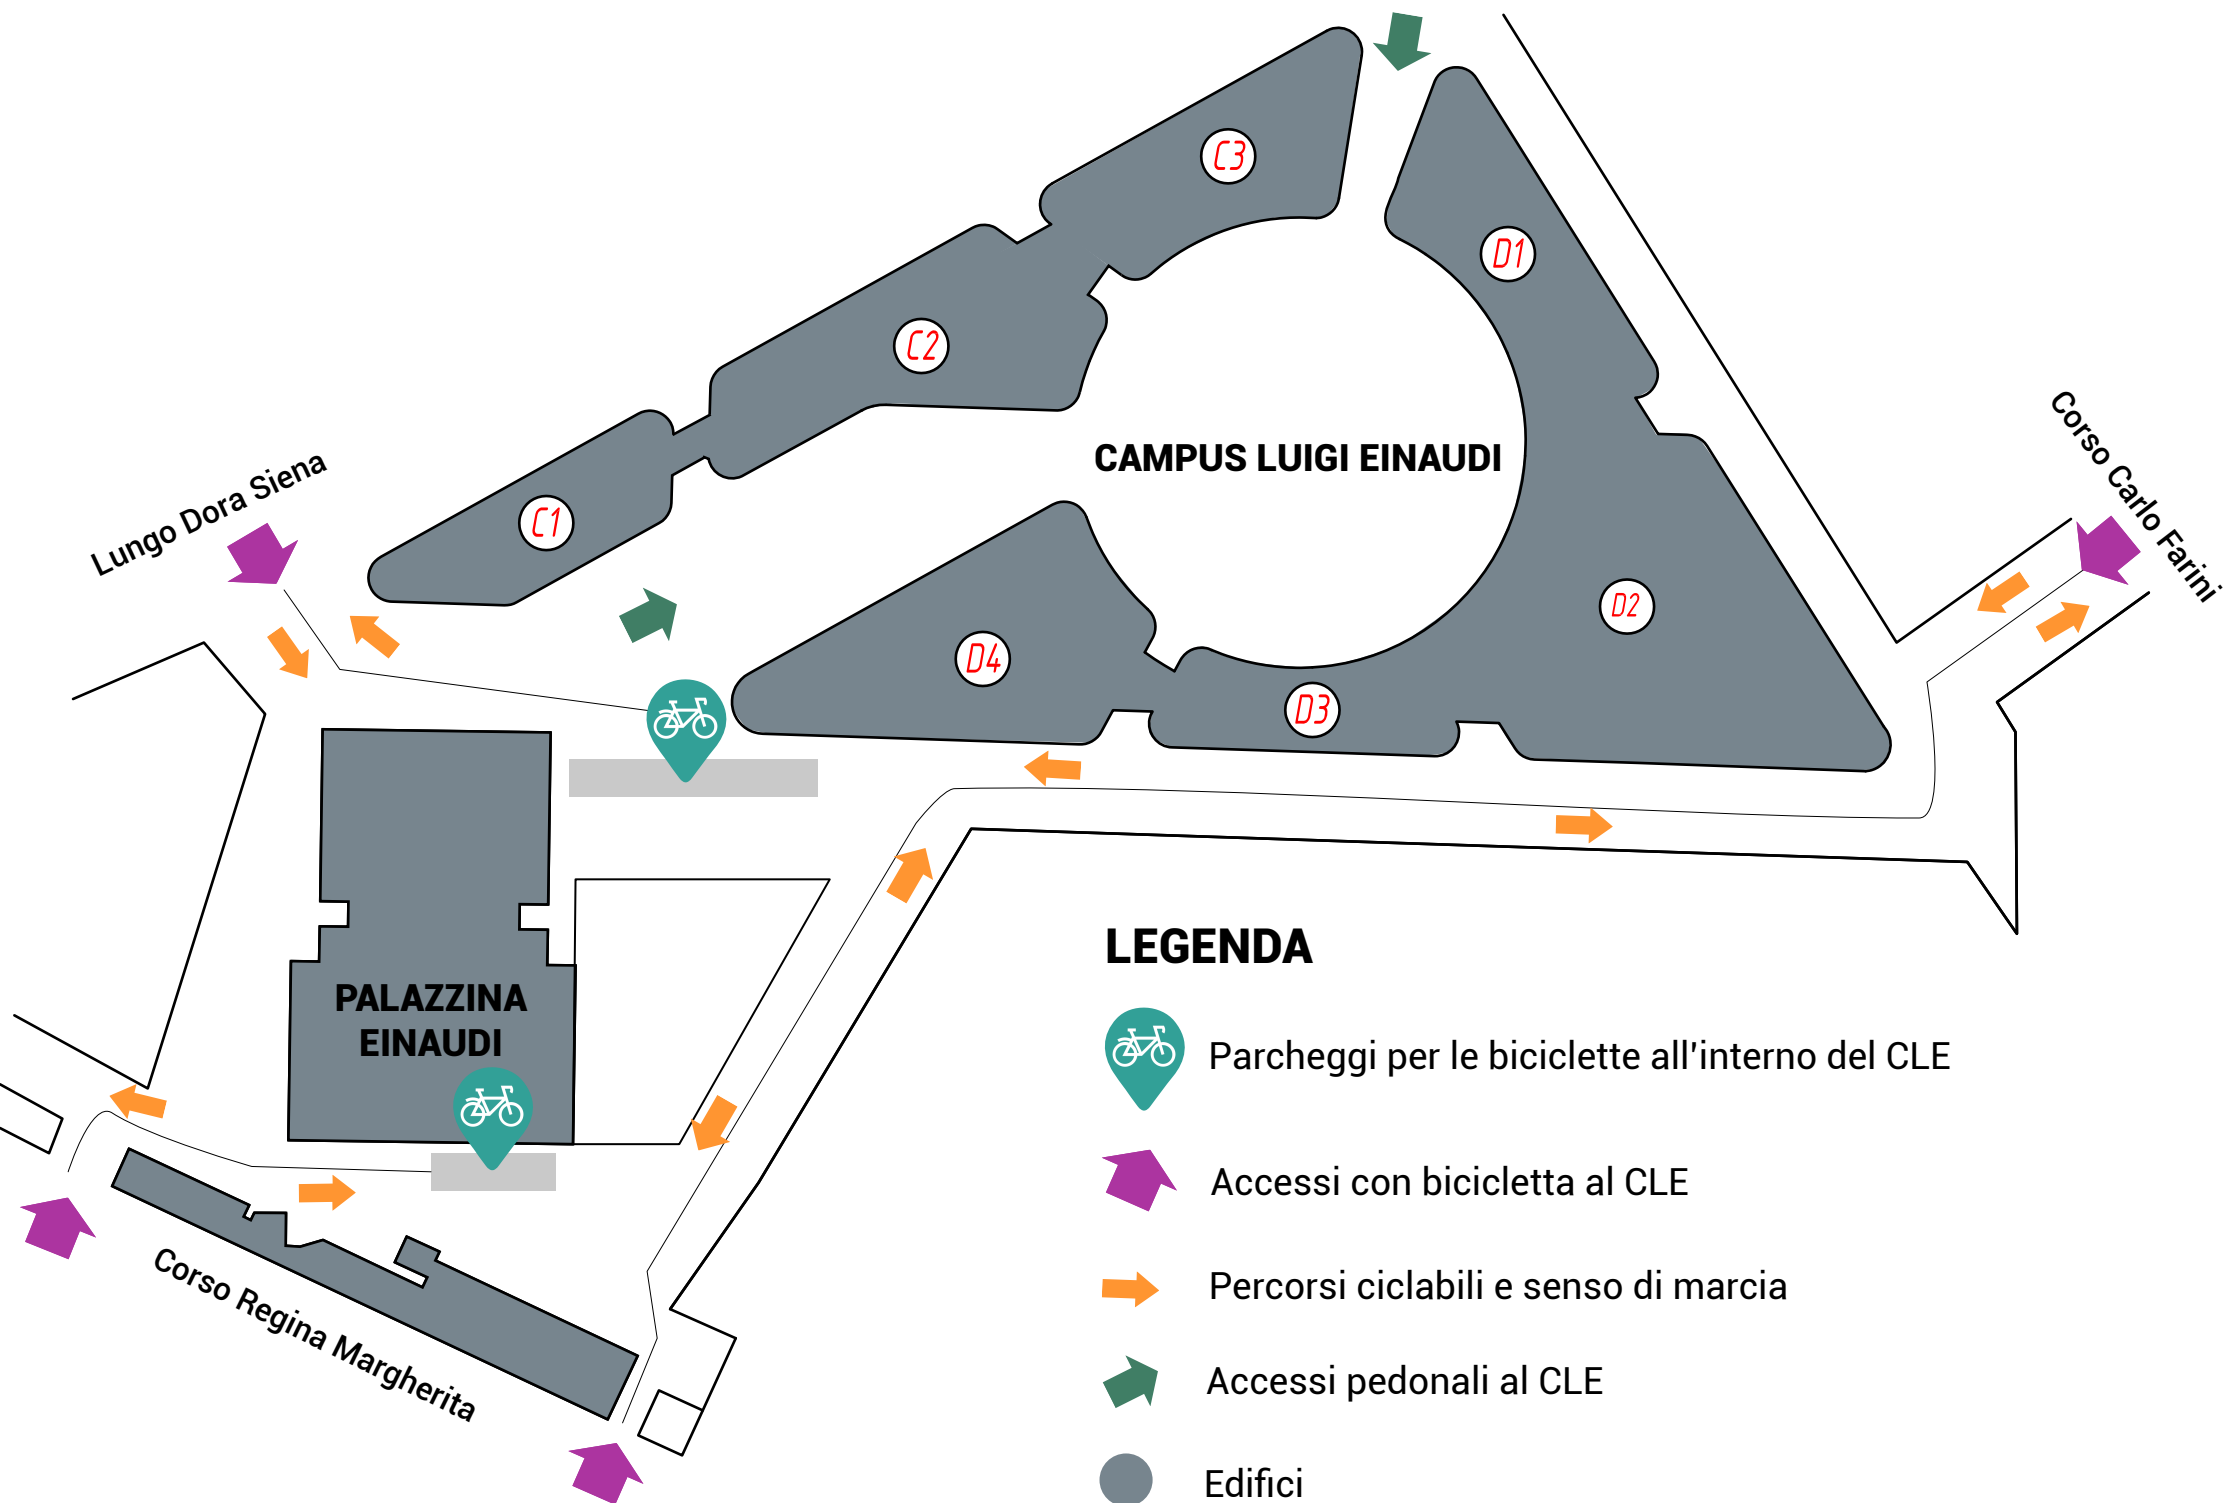 C3
D1
C2
CAMPUS LUIGI EINAUDI
Corso Carlo Farini
Lungo Dora Siena
C1
D2
D4
D3
PALAZZINA
EINAUDI
Corso Regina Margherita
LEGENDA
Parcheggi per le biciclette all'interno del CLE
Accessi con bicicletta al CLE
Percorsi ciclabili e senso di marcia
Accessi pedonali al CLE
Edifici